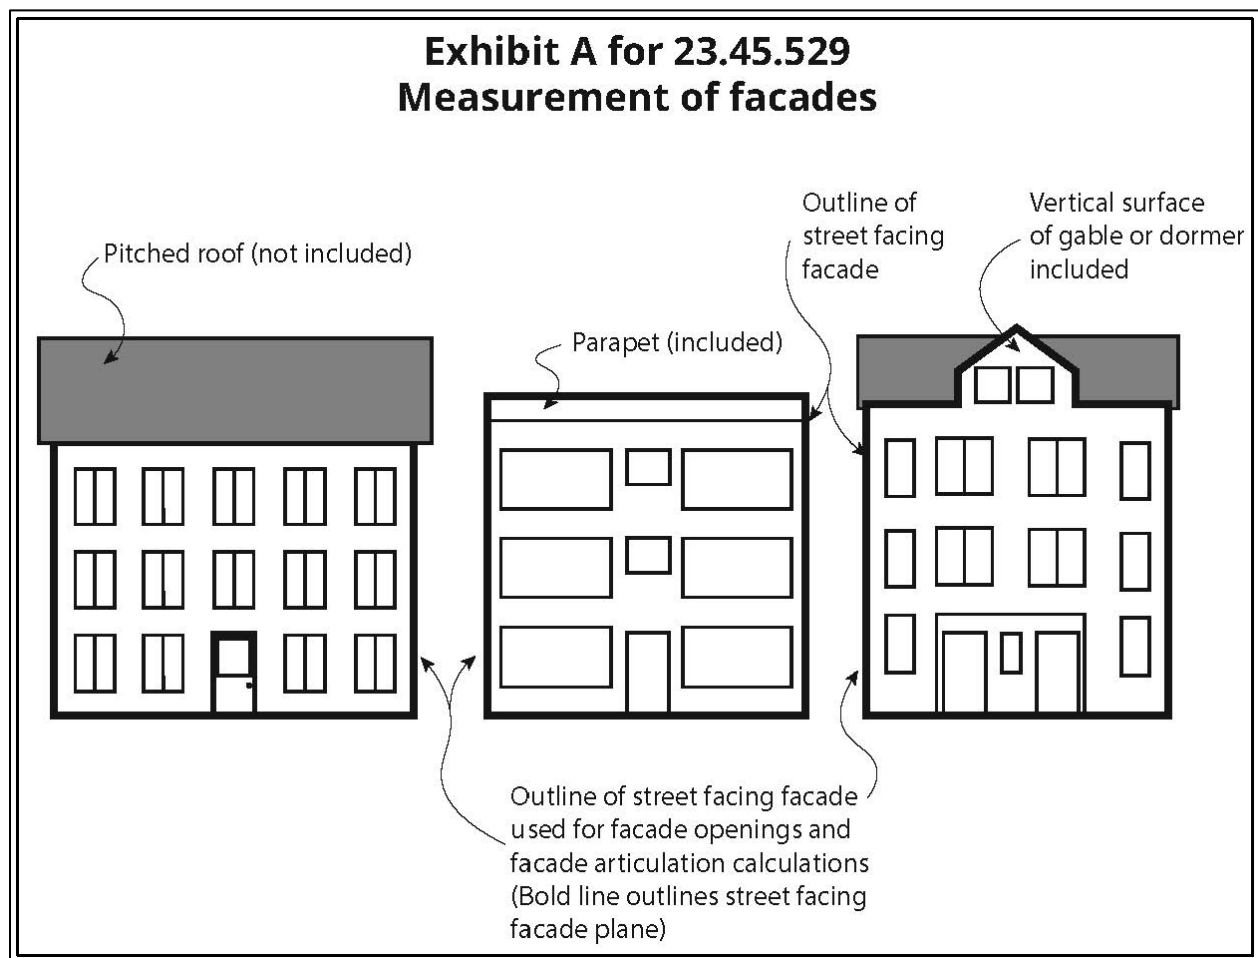 Exhibit A for 23.45.529
Measurement of facades
Pitched roof (not included)
Parapet (included)
Outline of
street facing
facade
Vertical surface
of gable or dormer
included
Outline of street facing facade
used for facade openings and
facade articulation calculations
(Bold line outlines street facing
facade plane)